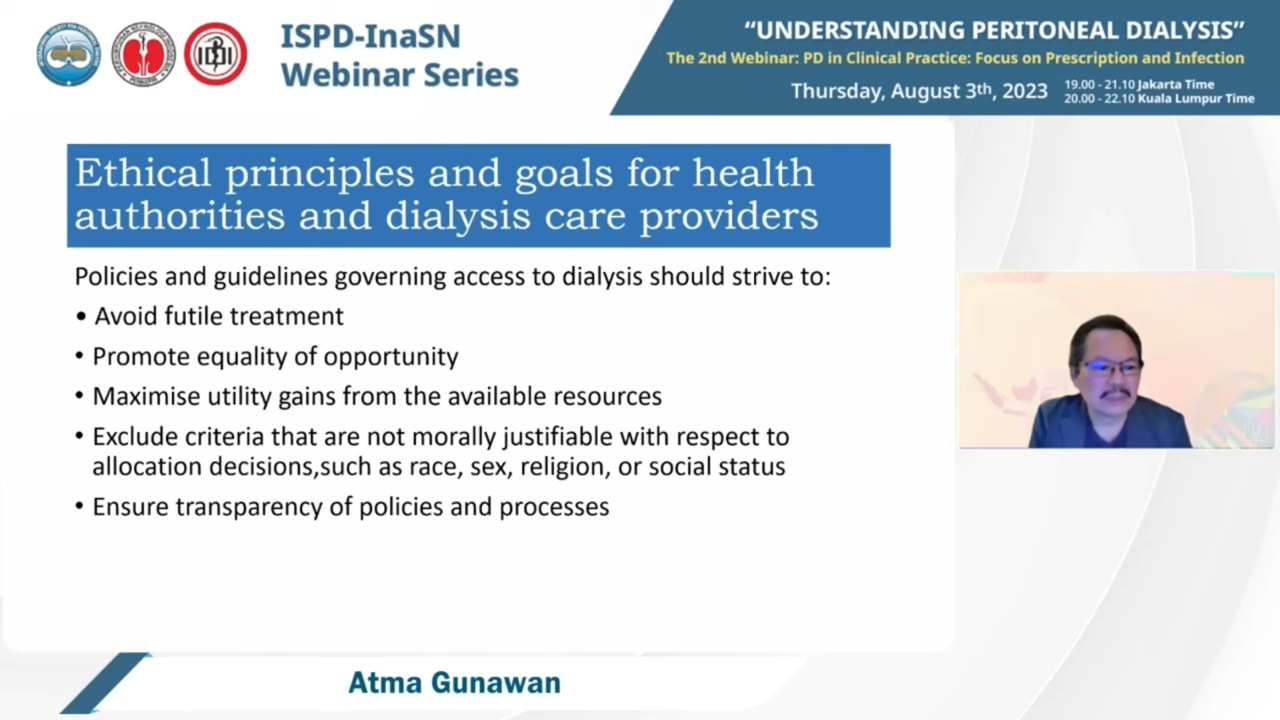 ISPD-InaSN
Webinar Series
“UNDERSTANDING PERITONEAL DIALYSIS”
The 2nd Webinar: PD in Clinical Practice: Focus on Prescription and Infection
Thursday, August 3th, 2023
19.00 - 21.10 Jakarta Time
20.00 - 22.10 Kuala Lumpur Time
Ethical principles and goals for health
authorities and dialysis care providers
Policies and guidelines governing access to dialysis should strive to:
• Avoid futile treatment
• Promote equality of opportunity
• Maximise utility gains from the available resources
• Exclude criteria that are not morally justifiable with respect to
allocation decisions,such as race, sex, religion, or social status
• Ensure transparency of policies and processes
Atma Gunawan